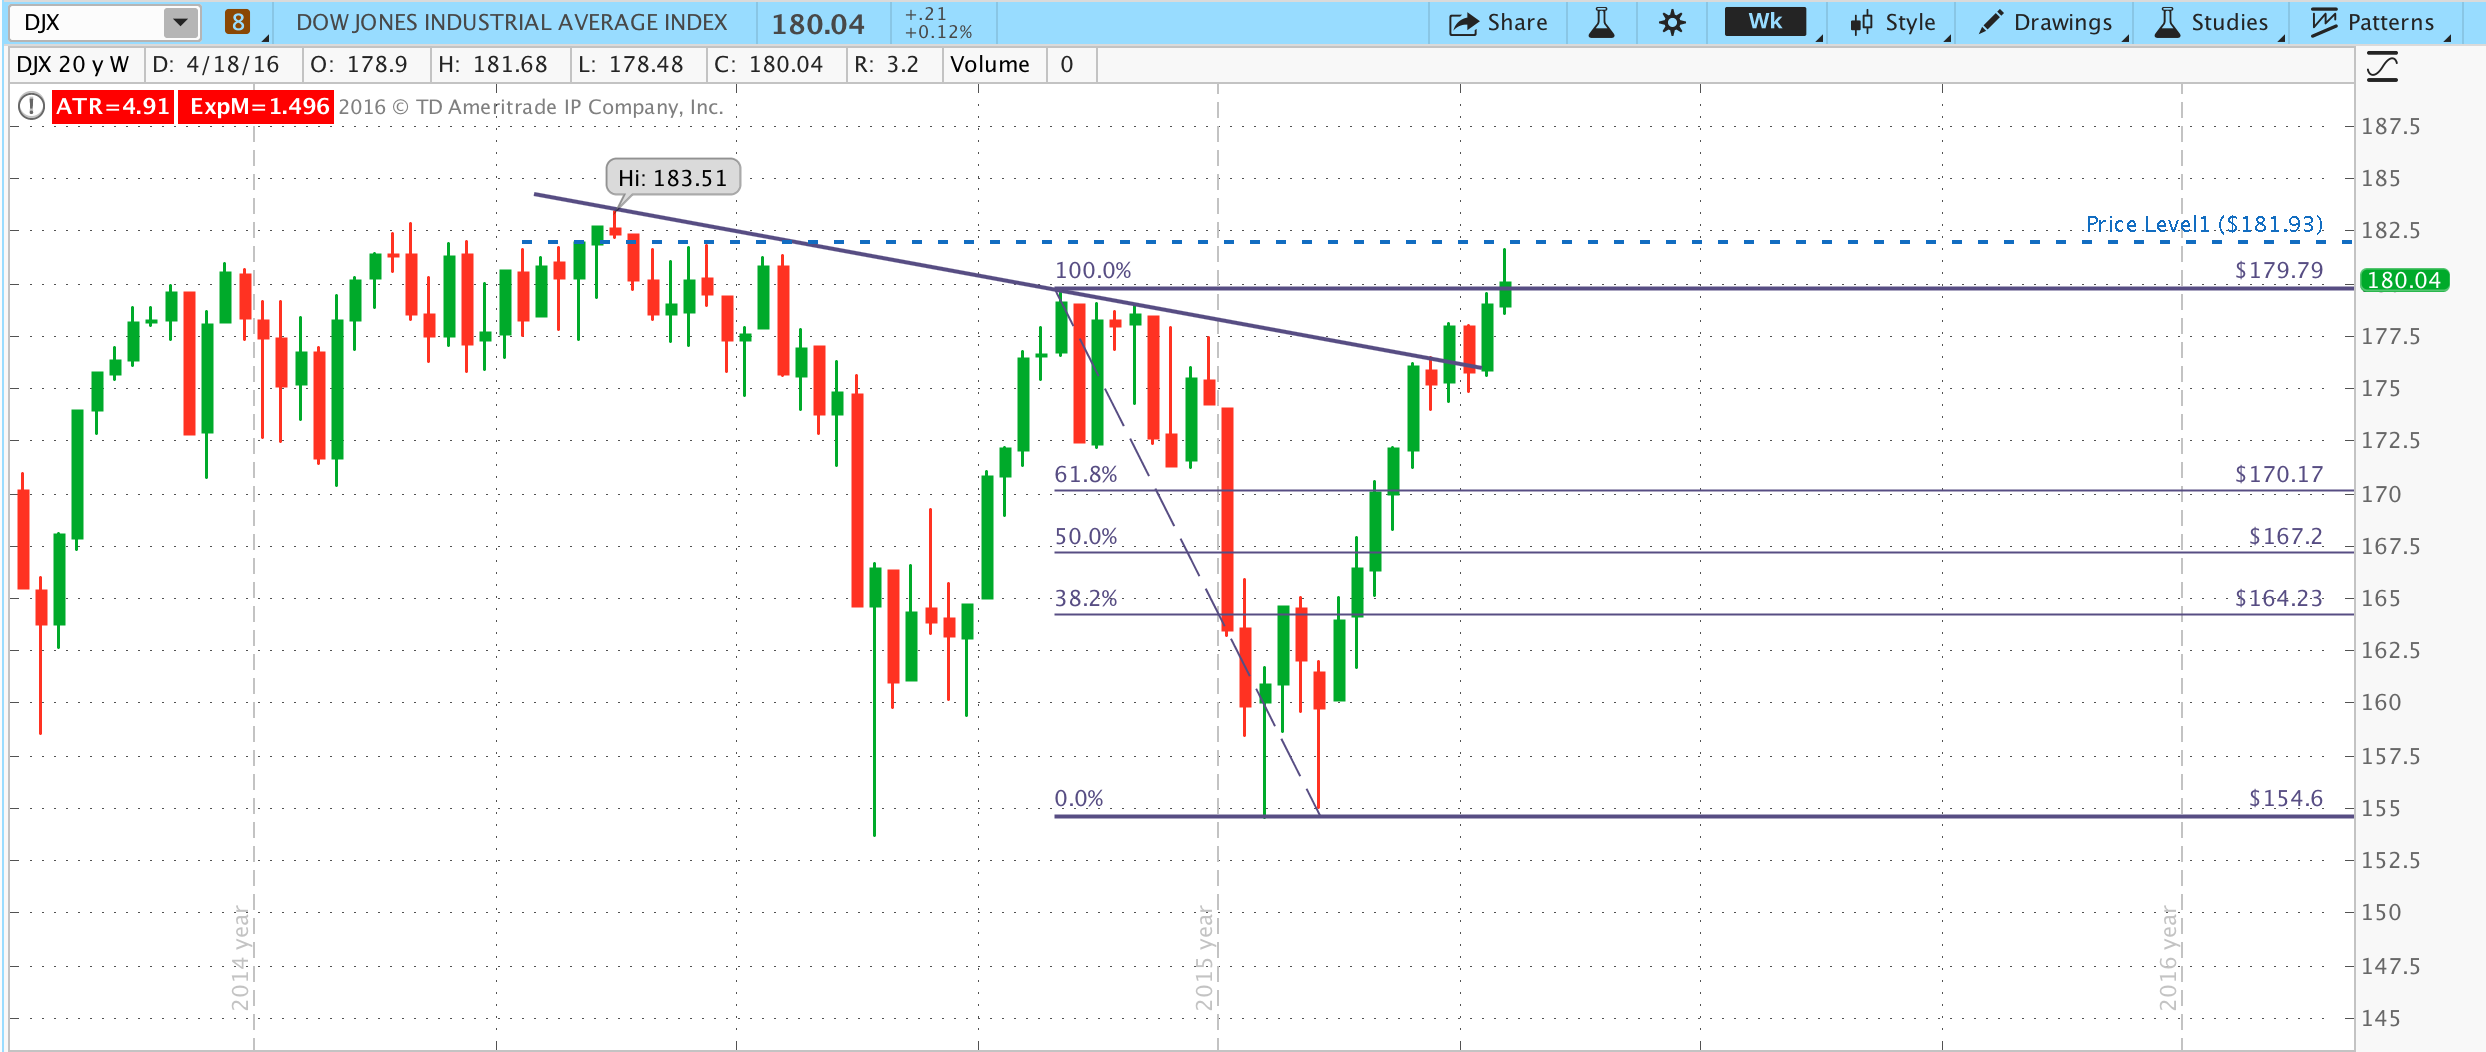 DJX 8 DOW JONES INDUSTRIAL AVERAGE INDEX 180.04 +.21 Share Wk Style Drawings Studies Patterns
+0.12%
DJX 20 y W D: 4/18/16 O: 178.9 H: 181.68 L: 178.48 C: 180.04 R: 3.2 Volume 0
ATR=4.91 ExpM=1.496 2016 © TD Ameritrade IP Company, Inc.
187.5
Hi: 183.51 185
Price Level1 ($181.93) 182.5
100.0% $179.79 180.04
177.5
175
172.5
61.8% $170.17
170
50.0% $167.2
167.5
38.2% $164.23 165
162.5
160
157.5
0.0% $154.6
155
152.5
150
2014 year 2015 year 2016 year
147.5
145